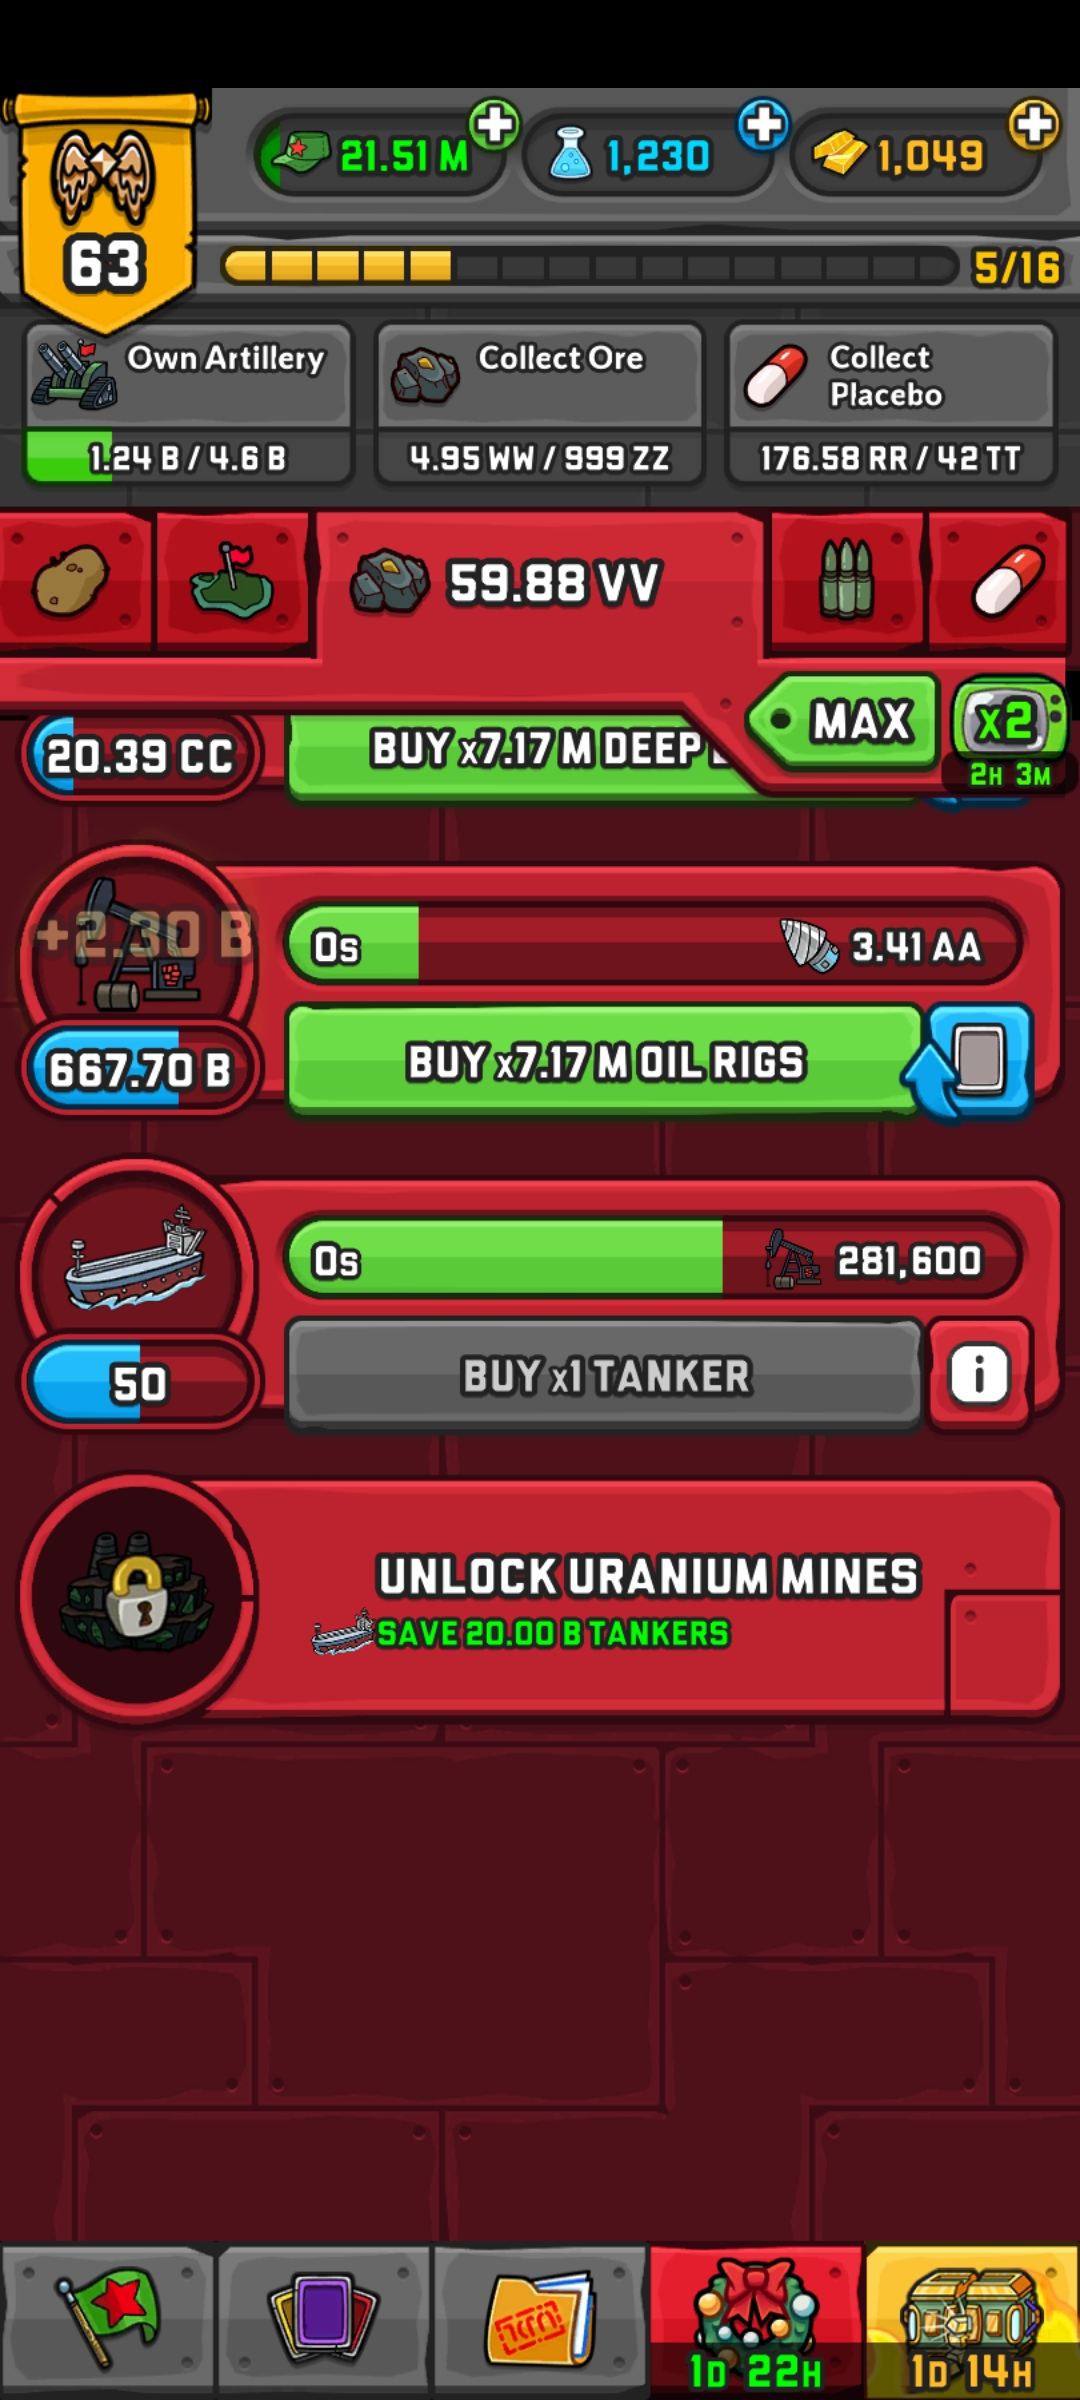 21.51 M
1,230
1,049
63
5/16
Own Artillery
1.24 B / 4.6 B
Collect Ore
4.95 WW / 999 ZZ
Collect
Placebo
176.58 RR / 42 TT
59.88 VV
MAX
x2
2H 3M
20.39 CC
BUY x7.17 M DEEP
+2.30 B
0s
3.41 AA
667.70 B
BUY x7.17 M OIL RIGS
0s
281,600
50
BUY x1 TANKER
i
UNLOCK URANIUM MINES
SAVE 20.00 B TANKERS
1D 22H
1D 14H